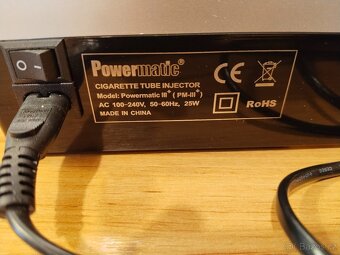 Powermatic®
CIGARETTE TUBE INJECTOR
Model: Powermatic III⁺ (PM-III⁺)
AC 100-240V, 50-60Hz, 25W
MADE IN CHINA
CE
RoHS